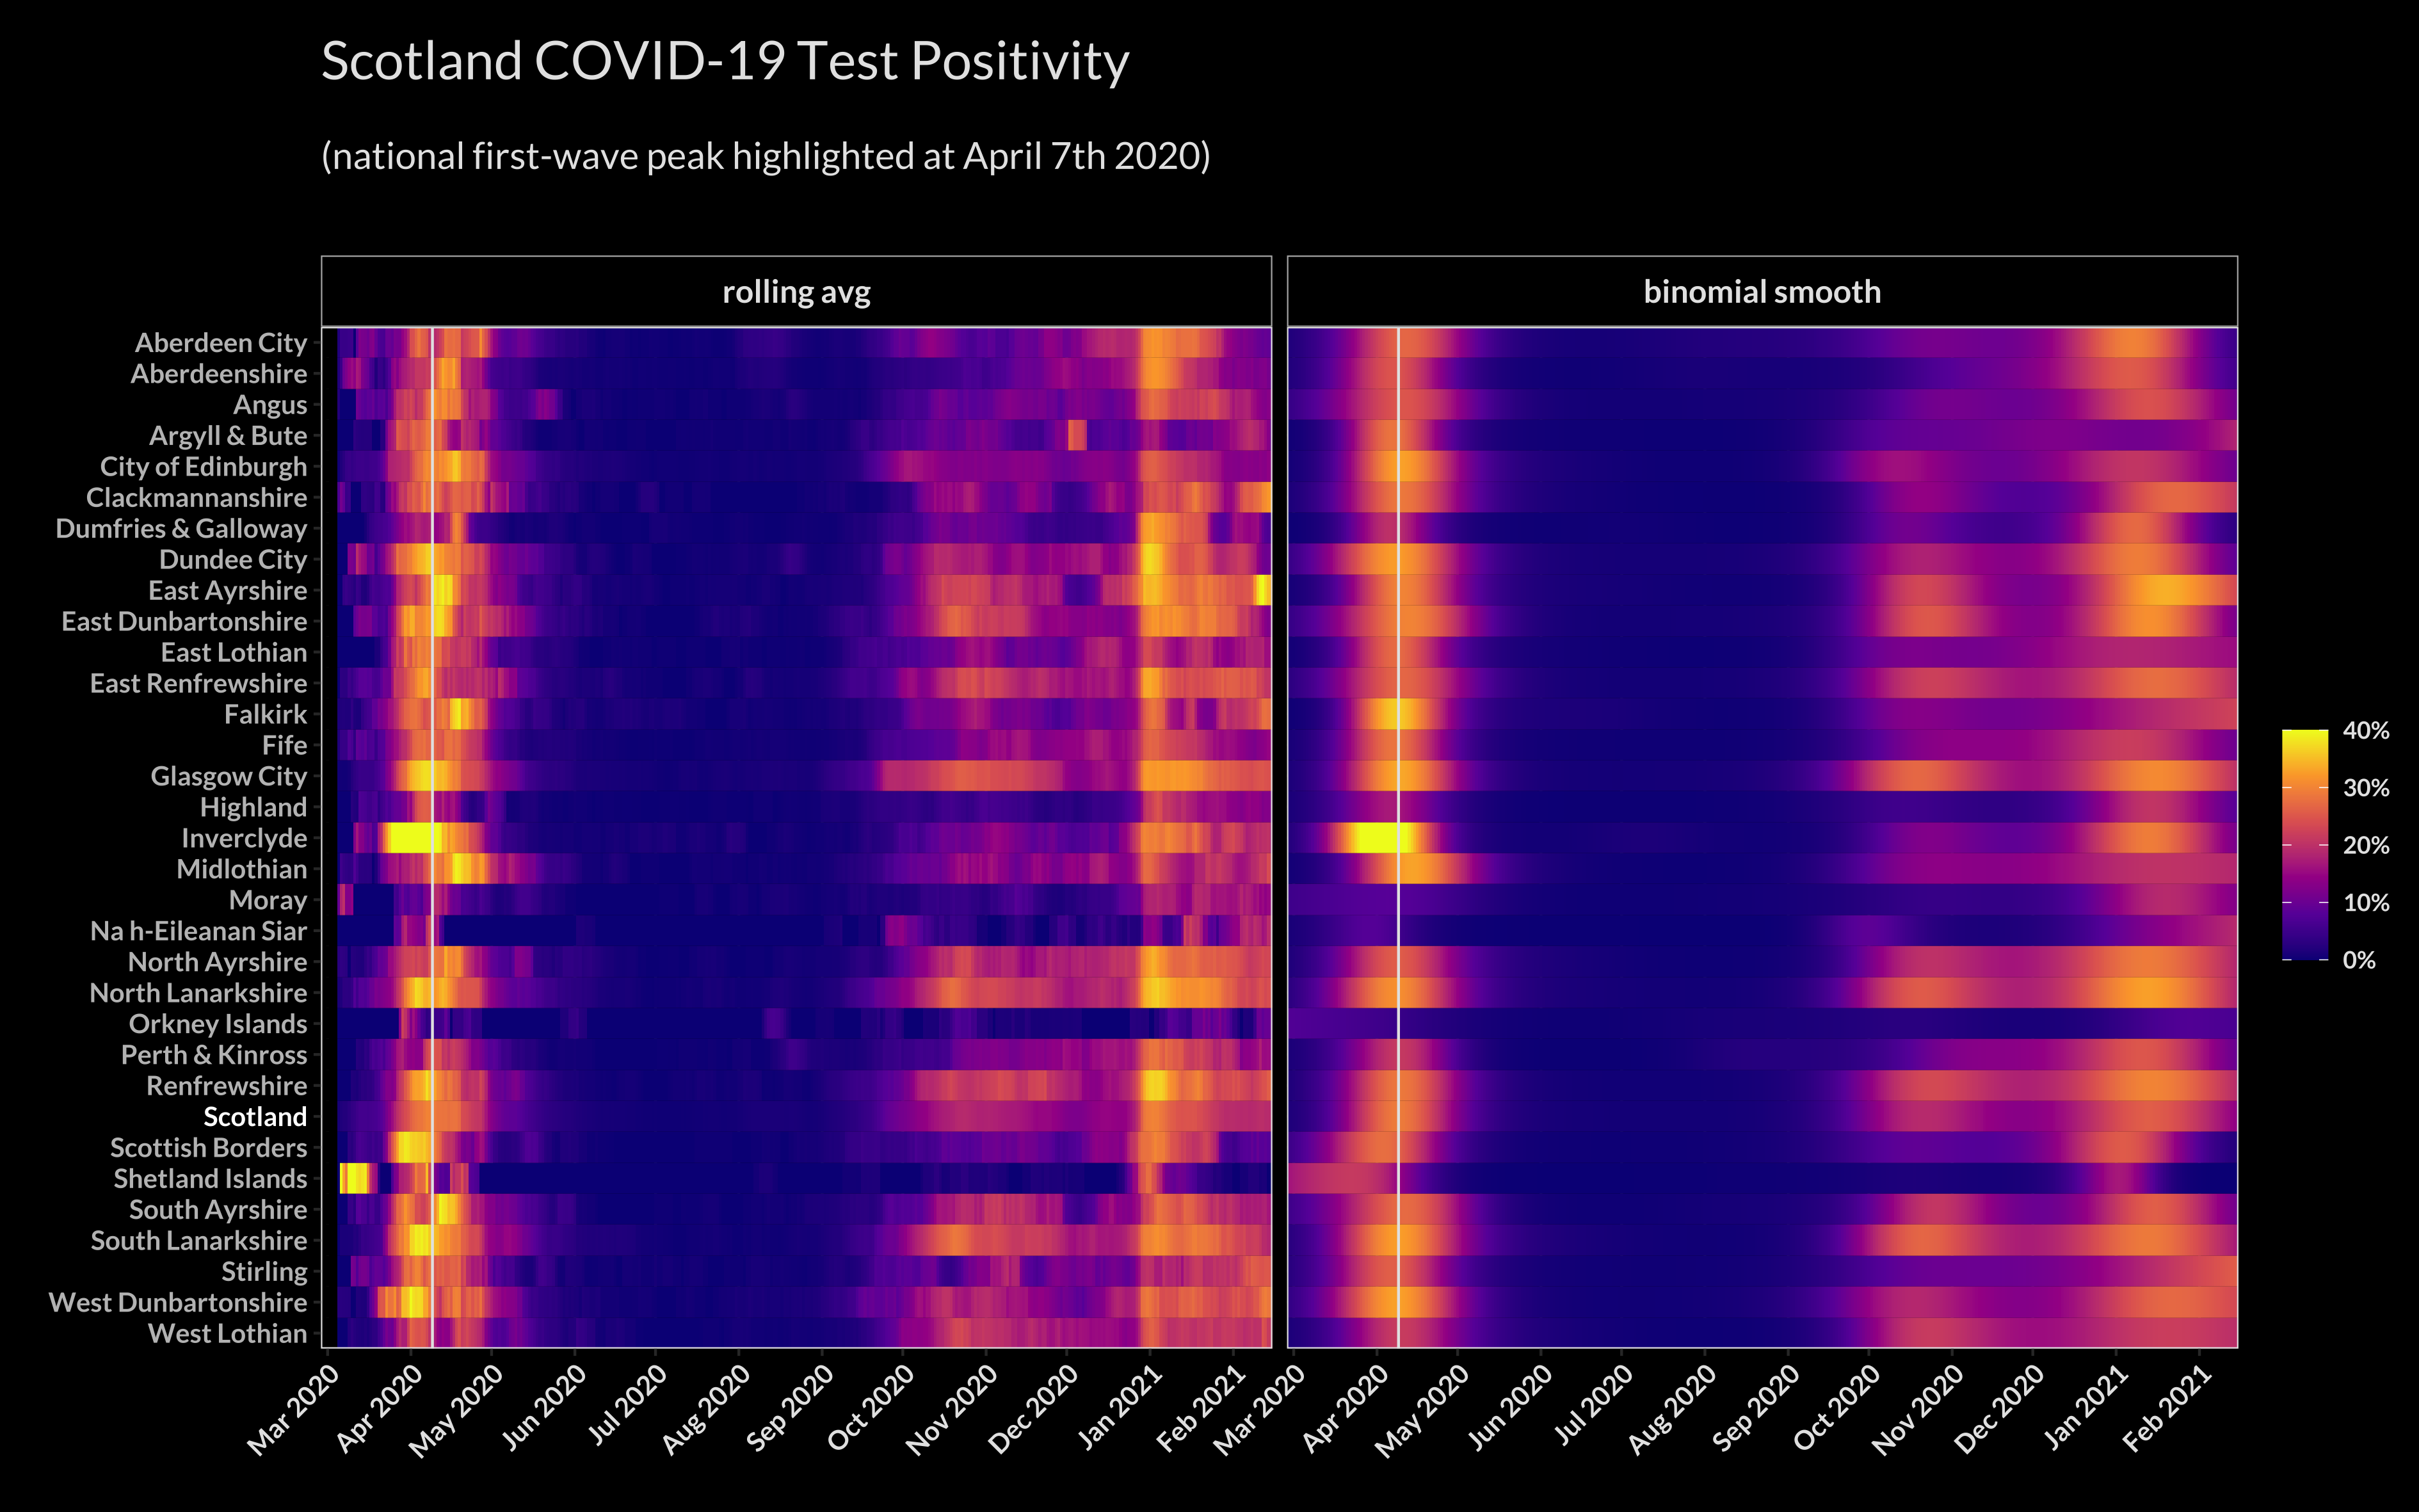 Scotland COVID-19 Test Positivity
(national first-wave peak highlighted at April 7th 2020)
rolling avg
binomial smooth
Aberdeen City
Aberdeenshire
Angus
Argyll & Bute
City of Edinburgh
Clackmannanshire
Dumfries & Galloway
Dundee City
East Ayrshire
East Dunbartonshire
East Lothian
East Renfrewshire
Falkirk
Fife
Glasgow City
Highland
Inverclyde
Midlothian
Moray
Na h-Eileanan Siar
North Ayrshire
North Lanarkshire
Orkney Islands
Perth & Kinross
Renfrewshire
Scotland
Scottish Borders
Shetland Islands
South Ayrshire
South Lanarkshire
Stirling
West Dunbartonshire
West Lothian
Mar 2020
Apr 2020
May 2020
Jun 2020
Jul 2020
Aug 2020
Sep 2020
Oct 2020
Nov 2020
Dec 2020
Jan 2021
Feb 2021
Mar 2020
Apr 2020
May 2020
Jun 2020
Jul 2020
Aug 2020
Sep 2020
Oct 2020
Nov 2020
Dec 2020
Jan 2021
Feb 2021
40%
30%
20%
10%
0%